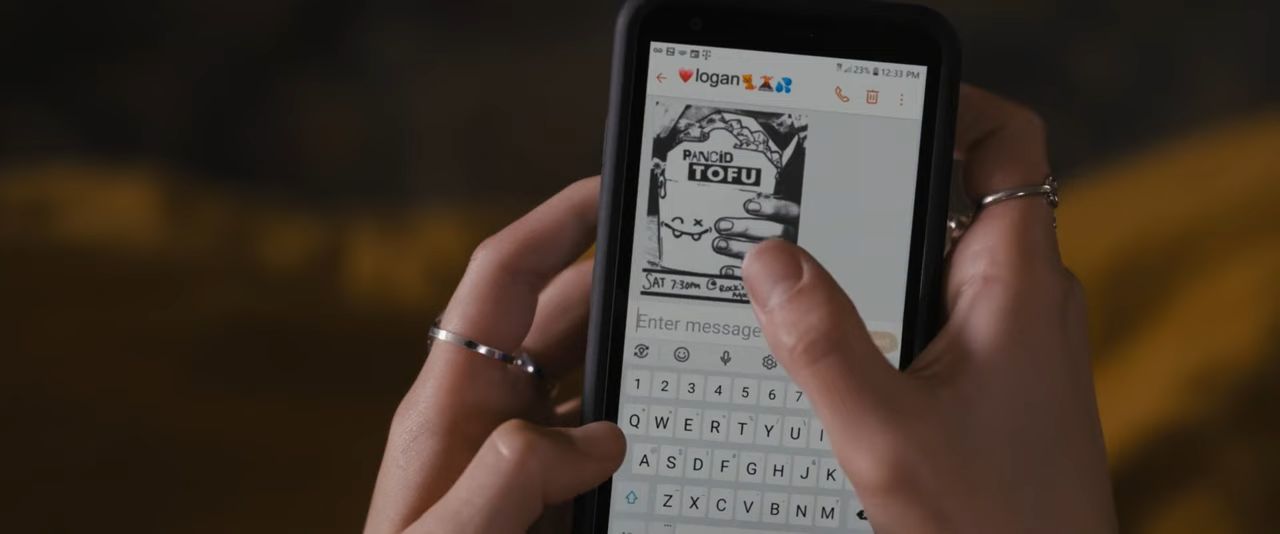 23% 12:33 PM
❤️logan
RANCID
TOFU
SAT 7:30PM @ROCK'
Enter message
1 2 3 4 5 6 7
Q W E R T Y U I
A S D F G H J K
Z X C V B N M